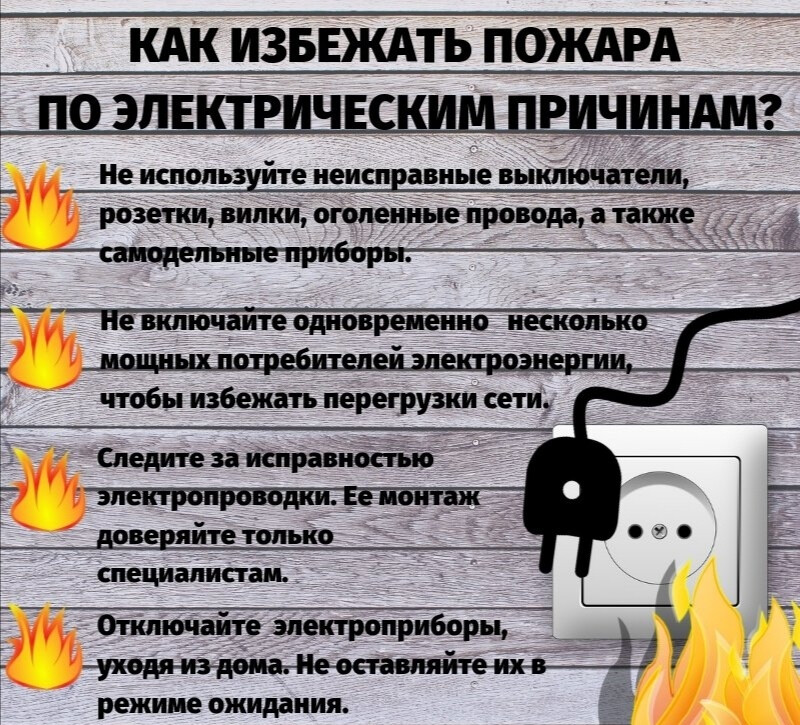 КАК ИЗБЕЖАТЬ ПОЖАРА
ПО ЭЛЕКТРИЧЕСКИМ ПРИЧИНАМ?
Не используйте неисправные выключатели,
розетки, вилки, оголенные провода, а также
самодельные приборы.
Не включайте одновременно несколько
мощных потребителей электроэнергии,
чтобы избежать перегрузки сети.
Следите за исправностью
электропроводки. Ее монтаж
доверяйте только
специалистам.
Отключайте электроприборы,
уходя из дома. Не оставляйте их в
режиме ожидания.